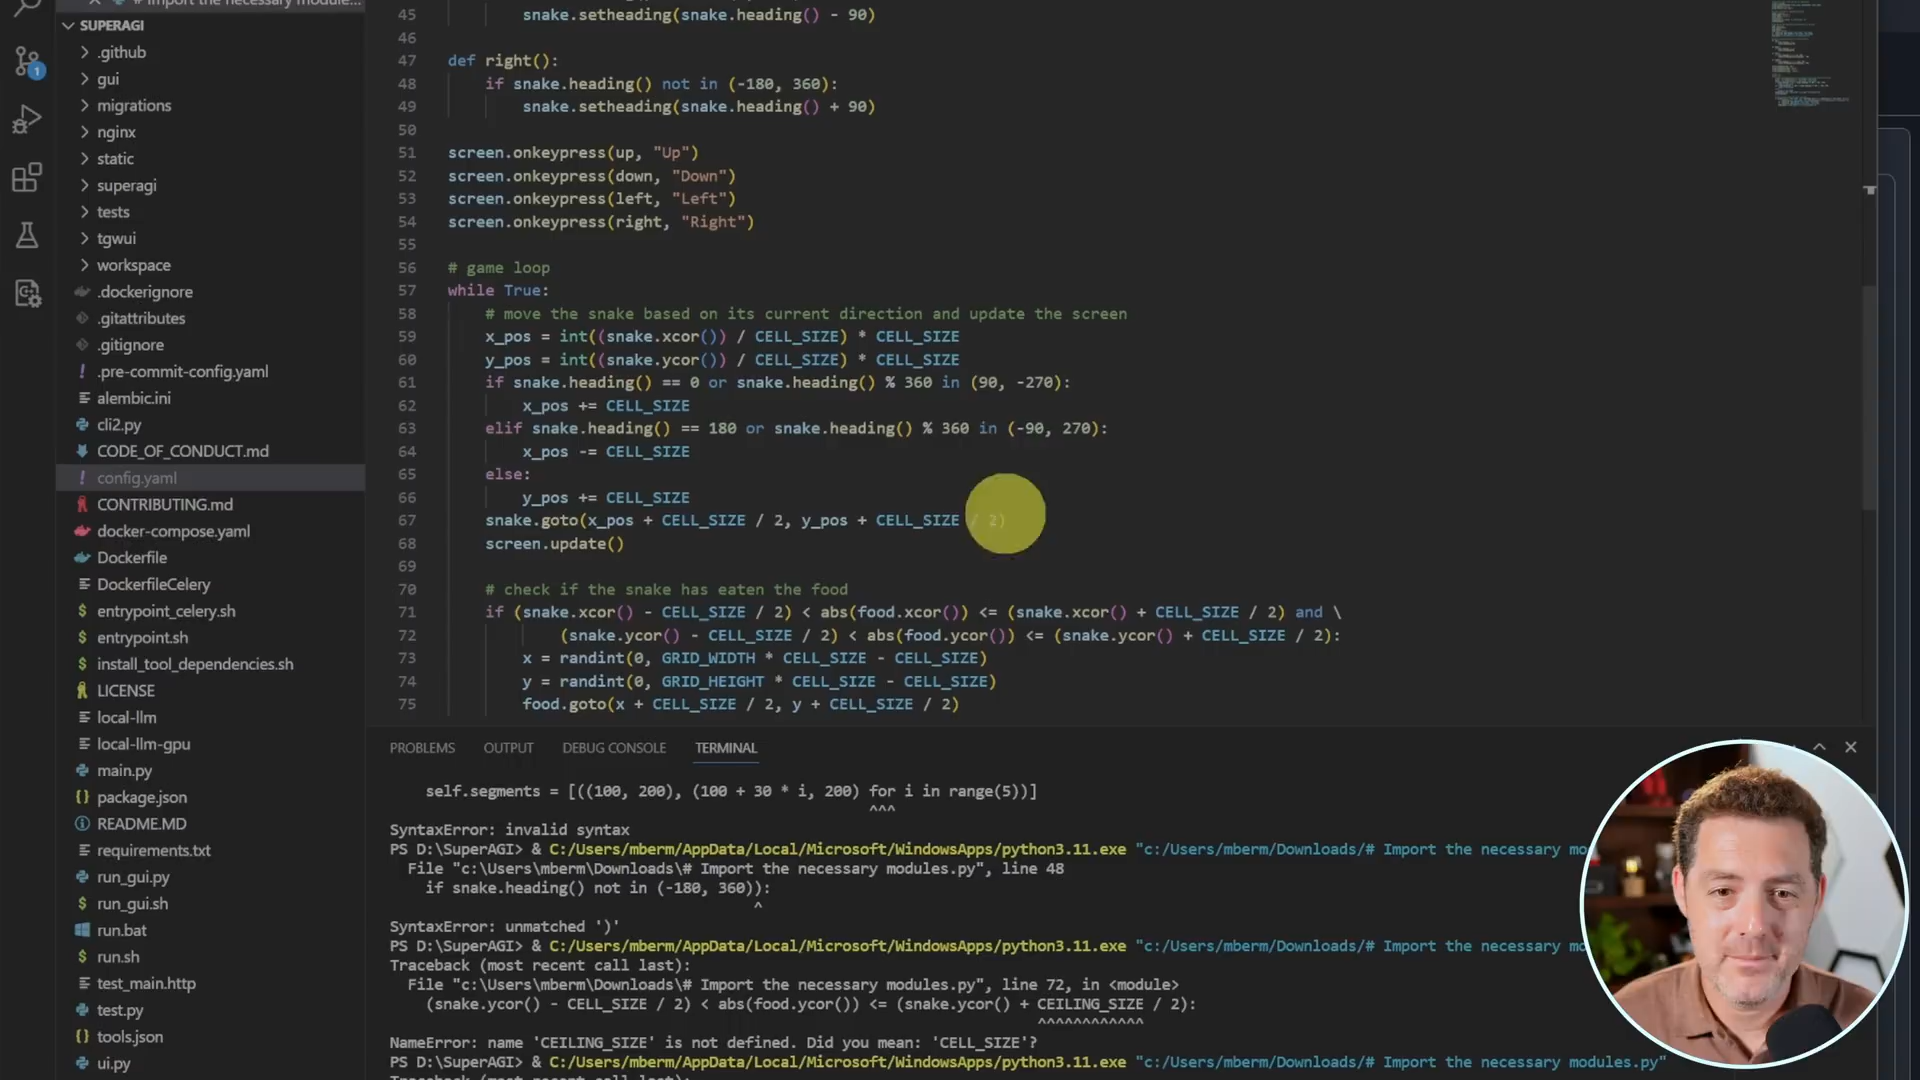 # Import the necessary module...
SUPERAGI
.github
gui
migrations
nginx
static
superagi
tests
tgwui
workspace
.dockerignore
.gitattributes
.gitignore
.pre-commit-config.yaml
alembic.ini
cli2.py
CODE_OF_CONDUCT.md
config.yaml
CONTRIBUTING.md
docker-compose.yaml
Dockerfile
DockerfileCelery
entrypoint_celery.sh
entrypoint.sh
install_tool_dependencies.sh
LICENSE
local-llm
local-llm-gpu
main.py
package.json
README.MD
requirements.txt
run_gui.py
run_gui.sh
run.bat
run.sh
test_main.http
test.py
tools.json
ui.py
1
45 snake.setheading(snake.heading() - 90)
46
47 def right():
48 if snake.heading() not in (-180, 360):
49 snake.setheading(snake.heading() + 90)
50
51 screen.onkeypress(up, "Up")
52 screen.onkeypress(down, "Down")
53 screen.onkeypress(left, "Left")
54 screen.onkeypress(right, "Right")
55
56 # game loop
57 while True:
58 # move the snake based on its current direction and update the screen
59 x_pos = int((snake.xcor()) / CELL_SIZE) * CELL_SIZE
60 y_pos = int((snake.ycor()) / CELL_SIZE) * CELL_SIZE
61 if snake.heading() == 0 or snake.heading() % 360 in (90, -270):
62 x_pos += CELL_SIZE
63 elif snake.heading() == 180 or snake.heading() % 360 in (-90, 270):
64 x_pos -= CELL_SIZE
65 else:
66 y_pos += CELL_SIZE
67 snake.goto(x_pos + CELL_SIZE / 2, y_pos + CELL_SIZE / 2)
68 screen.update()
69
70 # check if the snake has eaten the food
71 if (snake.xcor() - CELL_SIZE / 2) < abs(food.xcor()) <= (snake.xcor() + CELL_SIZE / 2) and \
72 (snake.ycor() - CELL_SIZE / 2) < abs(food.ycor()) <= (snake.ycor() + CELL_SIZE / 2):
73 x = randint(0, GRID_WIDTH * CELL_SIZE - CELL_SIZE)
74 y = randint(0, GRID_HEIGHT * CELL_SIZE - CELL_SIZE)
75 food.goto(x + CELL_SIZE / 2, y + CELL_SIZE / 2)
PROBLEMS OUTPUT DEBUG CONSOLE TERMINAL
self.segments = [((100, 200), (100 + 30 * i, 200) for i in range(5))]
^^^
SyntaxError: invalid syntax
PS D:\SuperAGI> & C:/Users/mberm/AppData/Local/Microsoft/WindowsApps/python3.11.exe "c:/Users/mberm/Downloads/# Import the necessary mo
File "c:\Users\mberm\Downloads\# Import the necessary modules.py", line 48
if snake.heading() not in (-180, 360)):
^
SyntaxError: unmatched ')'
PS D:\SuperAGI> & C:/Users/mberm/AppData/Local/Microsoft/WindowsApps/python3.11.exe "c:/Users/mberm/Downloads/# Import the necessary mo
Traceback (most recent call last):
File "c:\Users\mberm\Downloads\# Import the necessary modules.py", line 72, in <module>
(snake.ycor() - CELL_SIZE / 2) < abs(food.ycor()) <= (snake.ycor() + CEILING_SIZE / 2):
^^^^^^^^^^^^
NameError: name 'CEILING_SIZE' is not defined. Did you mean: 'CELL_SIZE'?
PS D:\SuperAGI> & C:/Users/mberm/AppData/Local/Microsoft/WindowsApps/python3.11.exe "c:/Users/mberm/Downloads/# Import the necessary modules.py"
Traceback (most recent call last):